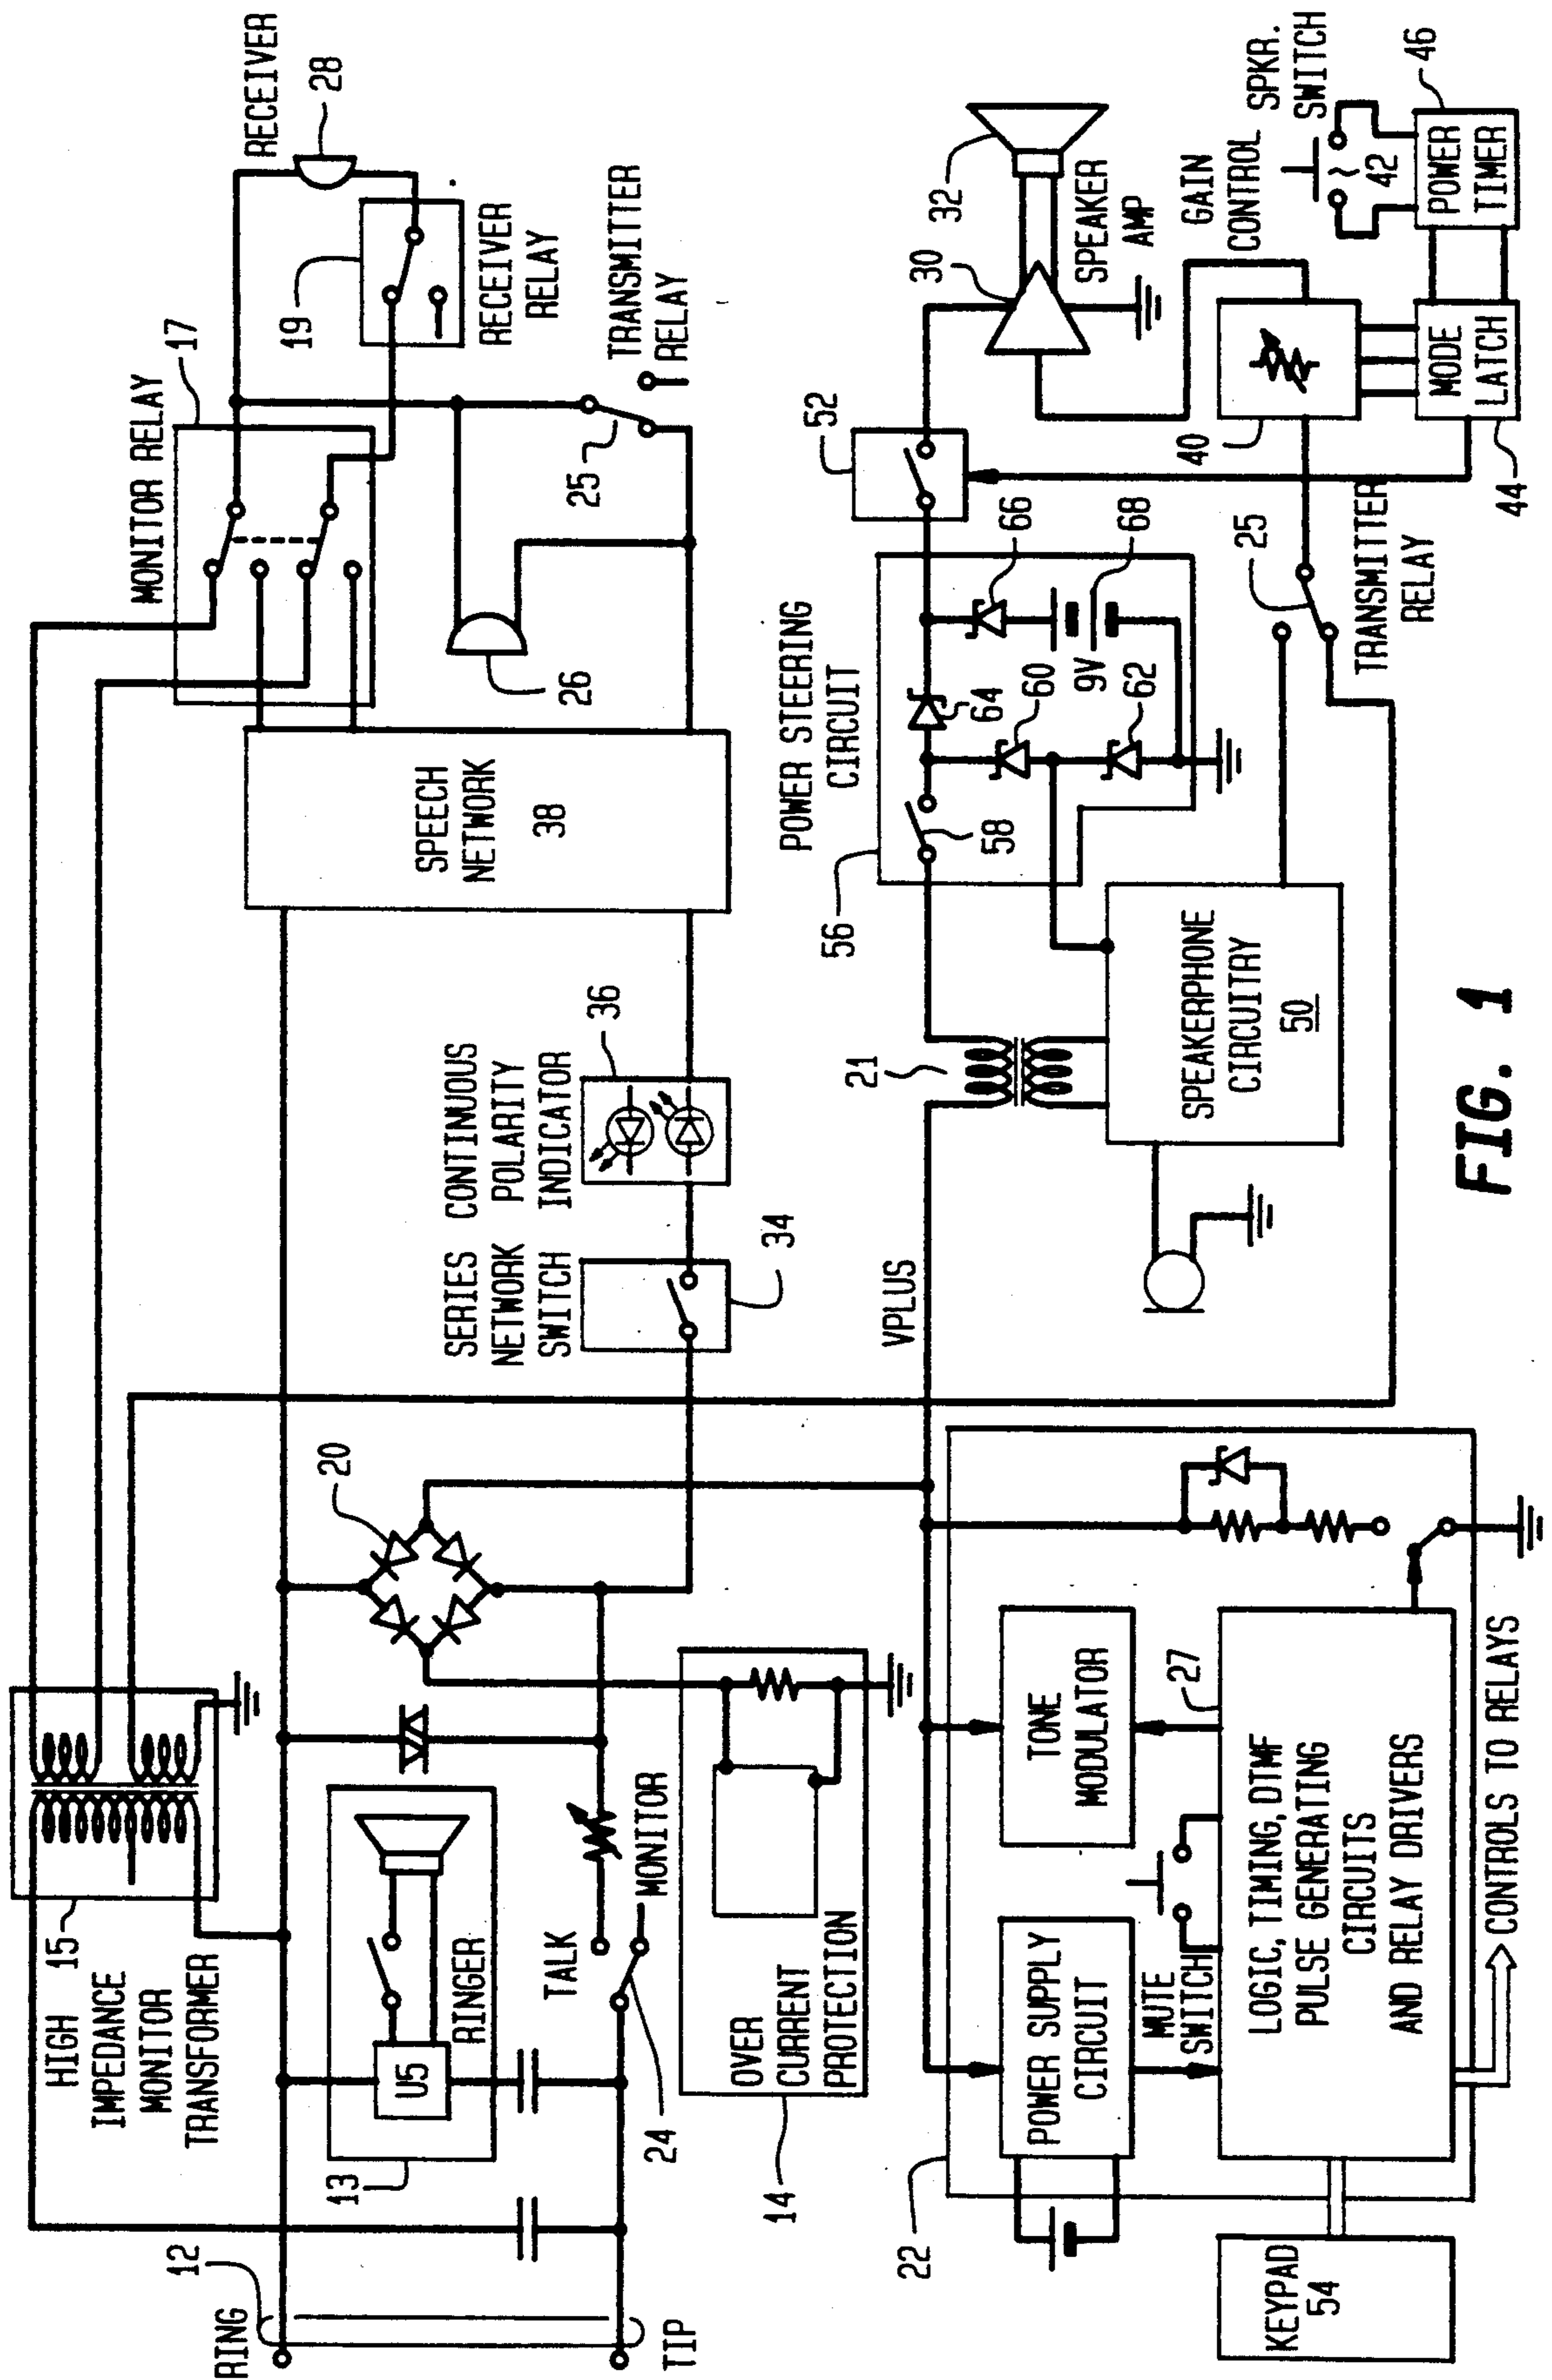 RING
12
TIP
HIGH 15
IMPEDANCE
MONITOR
TRANSFORMER
13
U5
RINGER
TALK
MONITOR
24
20
14
OVER
CURRENT
PROTECTION
SERIES
NETWORK
SWITCH
34
CONTINUOUS
POLARITY
INDICATOR
36
SPEECH
NETWORK
38
MONITOR RELAY
17
26
25
TRANSMITTER
RELAY
19
RECEIVER
RELAY
RECEIVER
28
22
KEYPAD
54
POWER SUPPLY
CIRCUIT
MUTE
SWITCH
TONE
MODULATOR
27
LOGIC, TIMING, DTMF
PULSE GENERATING
CIRCUITS
AND RELAY DRIVERS
CONTROLS TO RELAYS
VPLUS
21
SPEAKERPHONE
CIRCUITRY
50
56
POWER STEERING
CIRCUIT
58
64
60
62
66
9V
68
52
30
32
SPEAKER
AMP
25
TRANSMITTER
RELAY
40
GAIN
CONTROL
MODE
LATCH
44
SPKR.
SWITCH
42
POWER
TIMER
46
FIG. 1